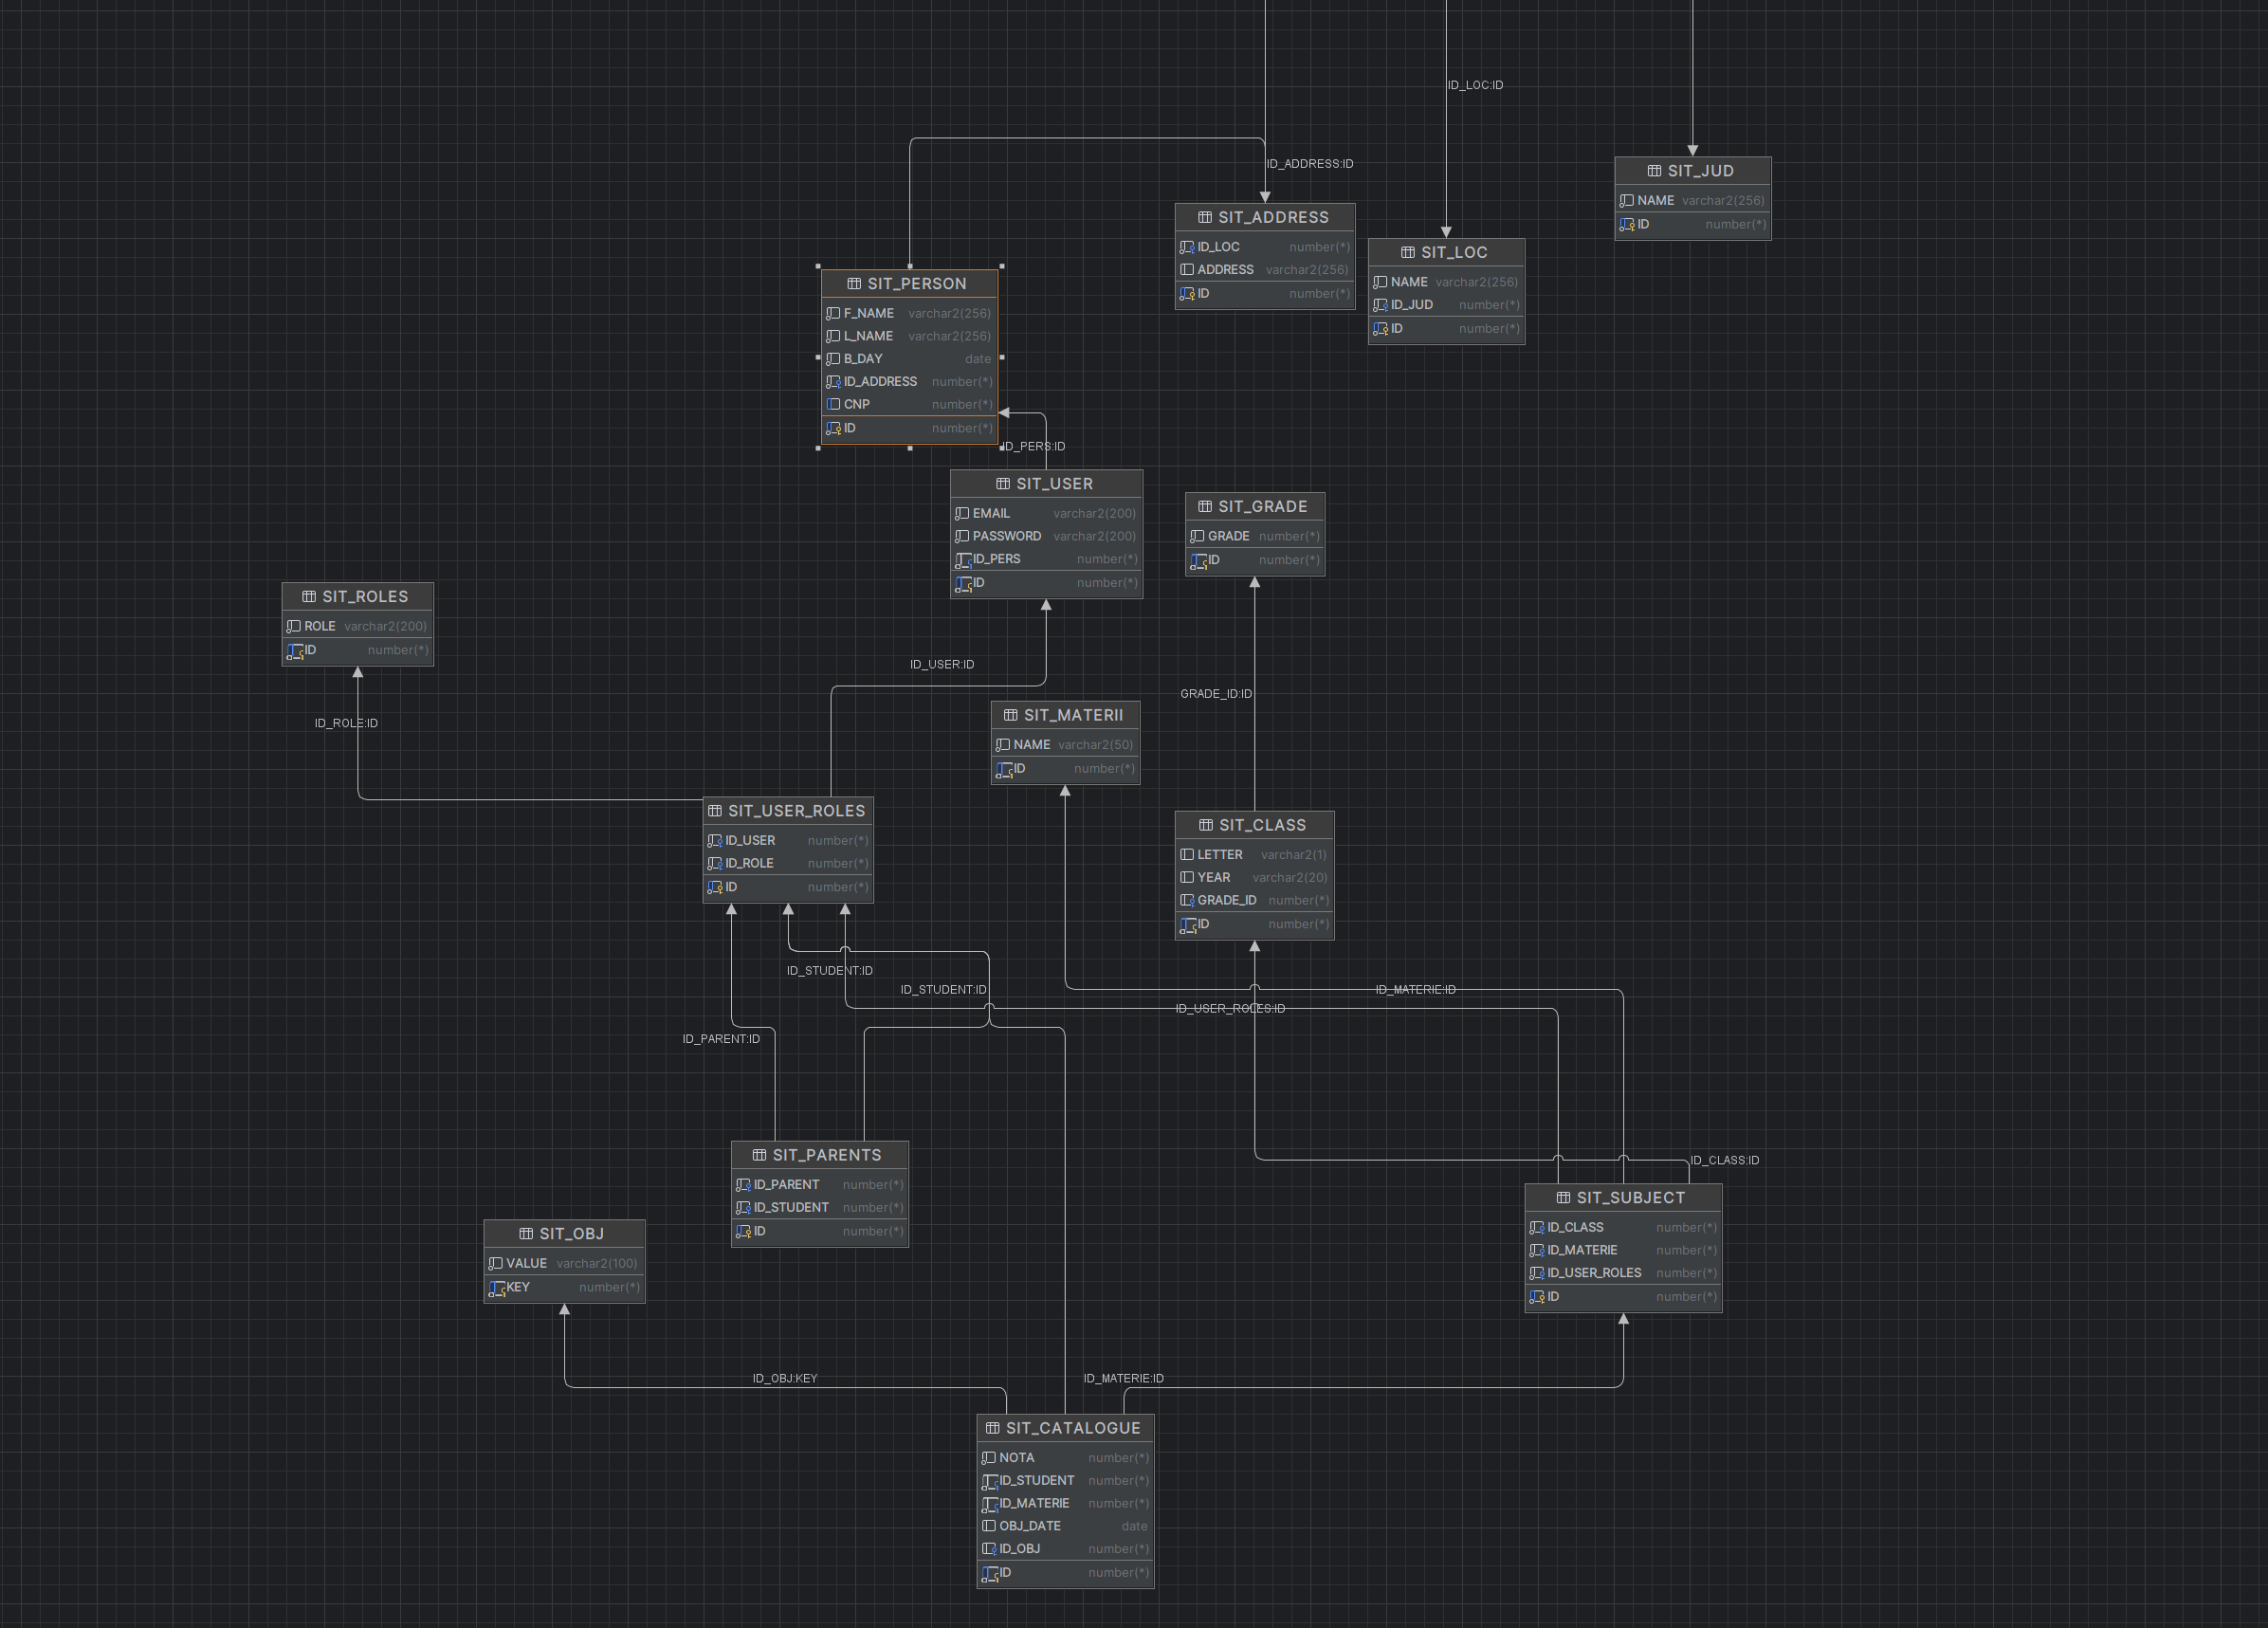 ID_LOC:ID
ID_ADDRESS:ID
SIT_JUD
NAME varchar2(256)
ID number(*)
SIT_ADDRESS
ID_LOC number(*)
ADDRESS varchar2(256)
ID number(*)
SIT_LOC
NAME varchar2(256)
ID_JUD number(*)
ID number(*)
SIT_PERSON
F_NAME varchar2(256)
L_NAME varchar2(256)
B_DAY date
ID_ADDRESS number(*)
CNP number(*)
ID number(*)
ID_PERS:ID
SIT_USER
EMAIL varchar2(200)
PASSWORD varchar2(200)
ID_PERS number(*)
ID number(*)
SIT_GRADE
GRADE number(*)
ID number(*)
SIT_ROLES
ROLE varchar2(200)
ID number(*)
ID_USER:ID
GRADE_ID:ID
ID_ROLE:ID
SIT_MATERII
NAME varchar2(50)
ID number(*)
SIT_USER_ROLES
ID_USER number(*)
ID_ROLE number(*)
ID number(*)
SIT_CLASS
LETTER varchar2(1)
YEAR varchar2(20)
GRADE_ID number(*)
ID number(*)
ID_STUDENT:ID
ID_STUDENT:ID
ID_MATERIE:ID
ID_USER_ROLES:ID
ID_PARENT:ID
SIT_PARENTS
ID_PARENT number(*)
ID_STUDENT number(*)
ID number(*)
ID_CLASS:ID
SIT_SUBJECT
ID_CLASS number(*)
ID_MATERIE number(*)
ID_USER_ROLES number(*)
ID number(*)
SIT_OBJ
VALUE varchar2(100)
KEY number(*)
ID_OBJ:KEY
ID_MATERIE:ID
SIT_CATALOGUE
NOTA number(*)
ID_STUDENT number(*)
ID_MATERIE number(*)
OBJ_DATE date
ID_OBJ number(*)
ID number(*)